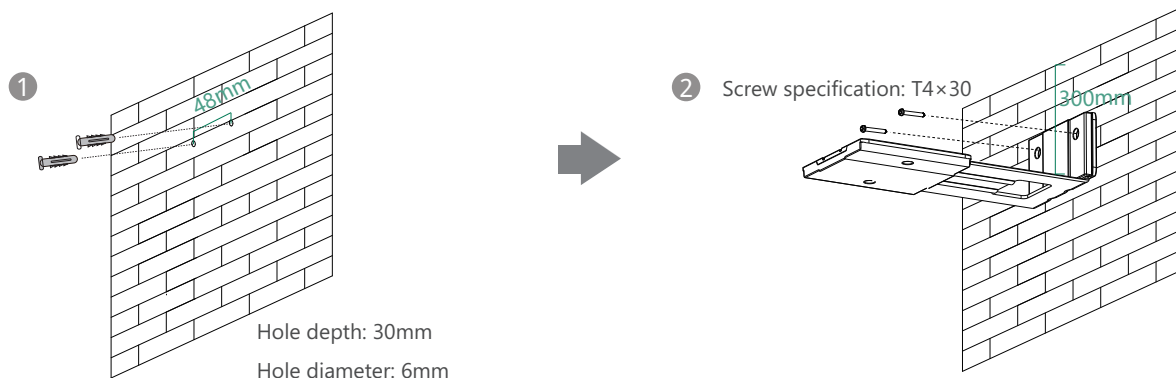 1
48mm
Hole depth: 30mm
Hole diameter: 6mm
2 Screw specification: T4×30
300mm